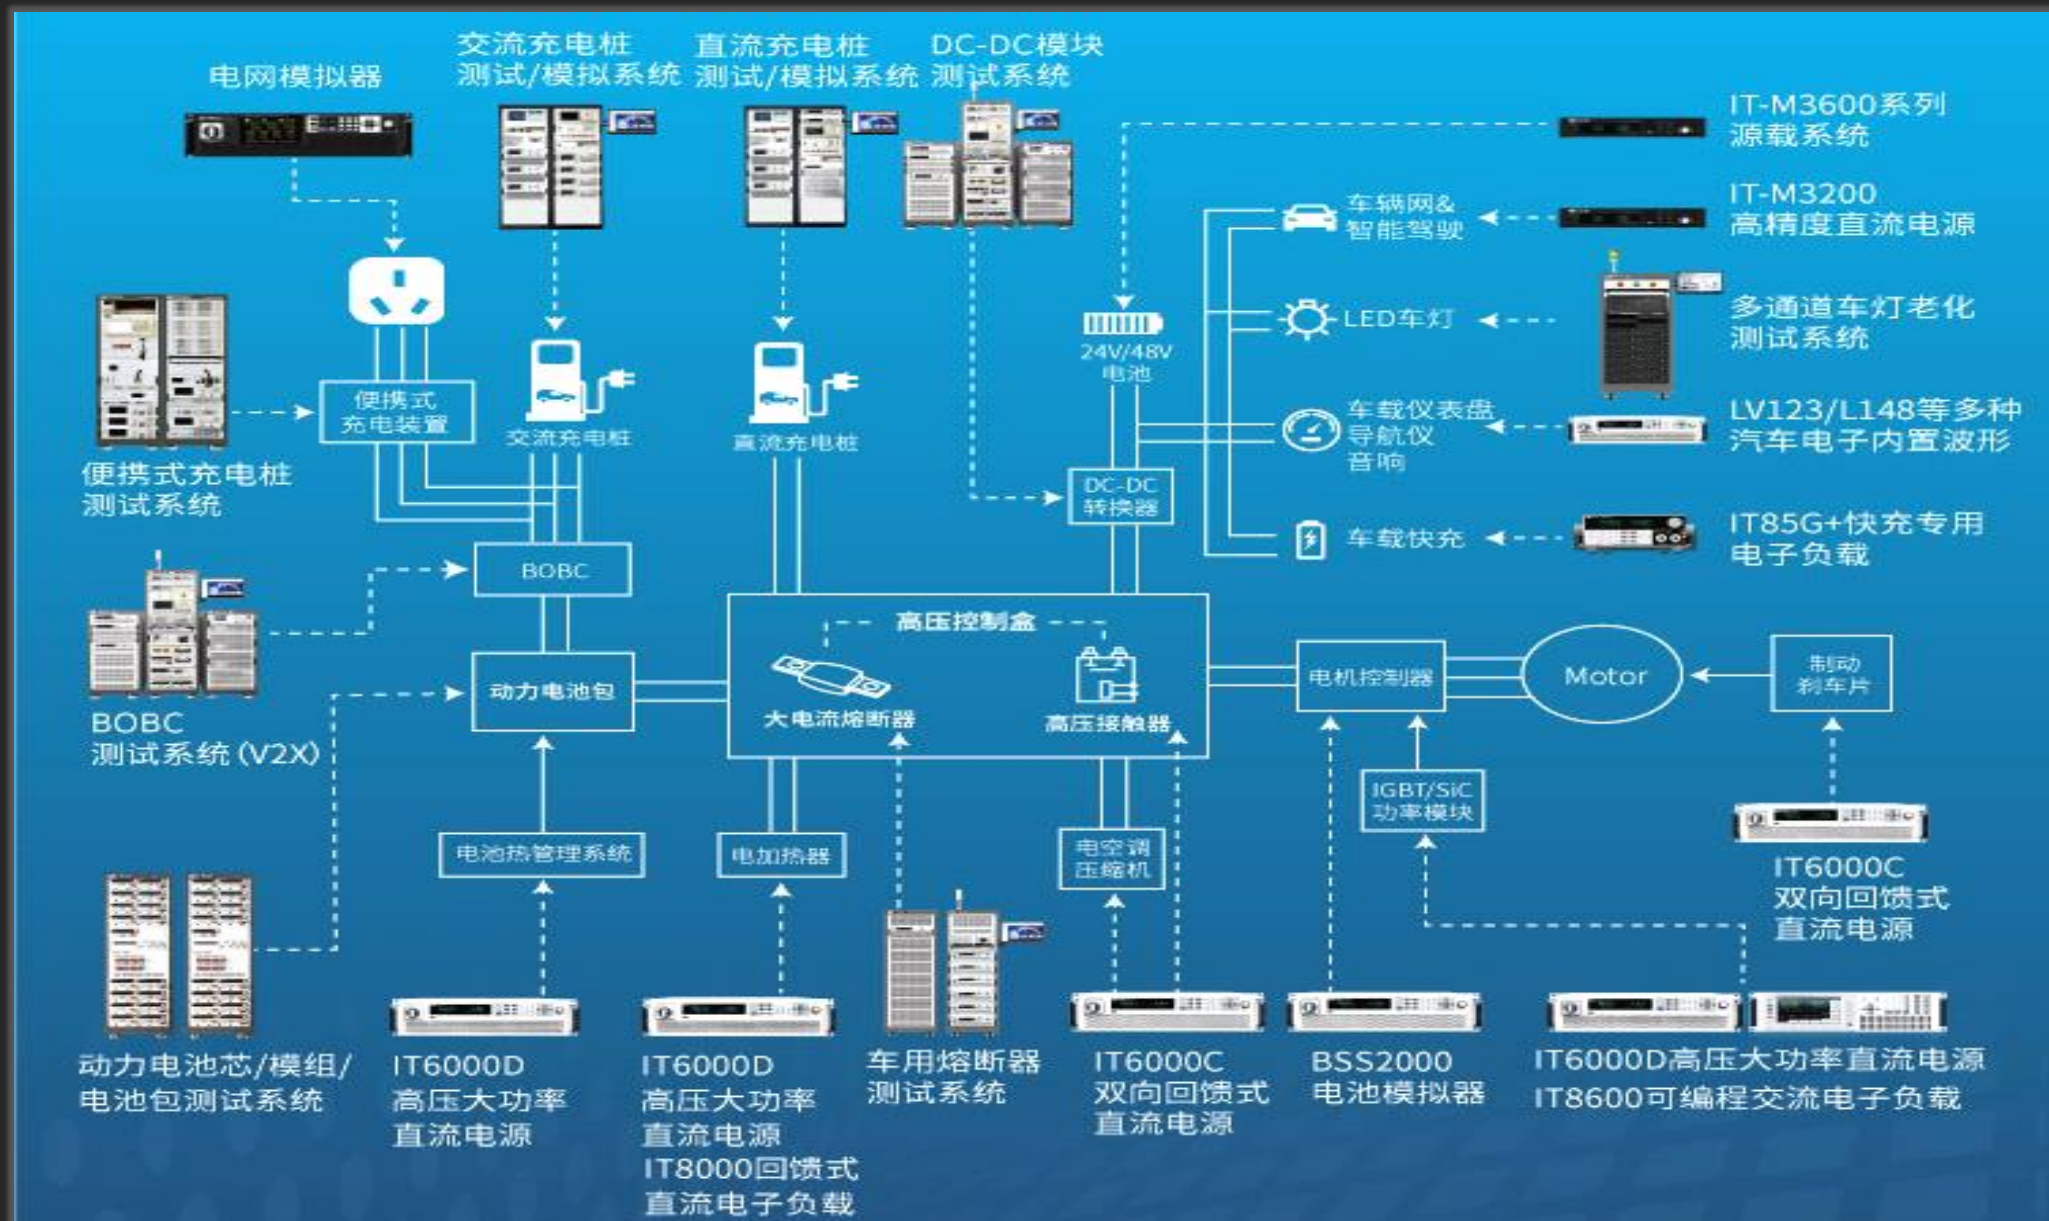 电网模拟器
交流充电桩
测试/模拟系统
直流充电桩
测试/模拟系统
DC-DC模块
测试系统
IT-M3600系列
源载系统
IT-M3200
高精度直流电源
车辆网&
智能驾驶
多通道车灯老化
测试系统
LED车灯
24V/48V
电池
便携式
充电装置
交流充电桩
直流充电桩
车载仪表盘
导航仪
音响
LV123/L148等多种
汽车电子内置波形
便携式充电桩
测试系统
DC-DC
转换器
车载快充
IT85G+快充专用
电子负载
BOBC
高压控制盒
BOBC
测试系统(V2X)
动力电池包
大电流熔断器
高压接触器
电机控制器
Motor
制动
刹车片
IGBT/SiC
功率模块
电池热管理系统
电加热器
电空调
压缩机
IT6000C
双向回馈式
直流电源
动力电池芯/模组/
电池包测试系统
IT6000D
高压大功率
直流电源
IT6000D
高压大功率
直流电源
IT8000回馈式
直流电子负载
车用熔断器
测试系统
IT6000C
双向回馈式
直流电源
BSS2000
电池模拟器
IT6000D高压大功率直流电源
IT8600可编程交流电子负载